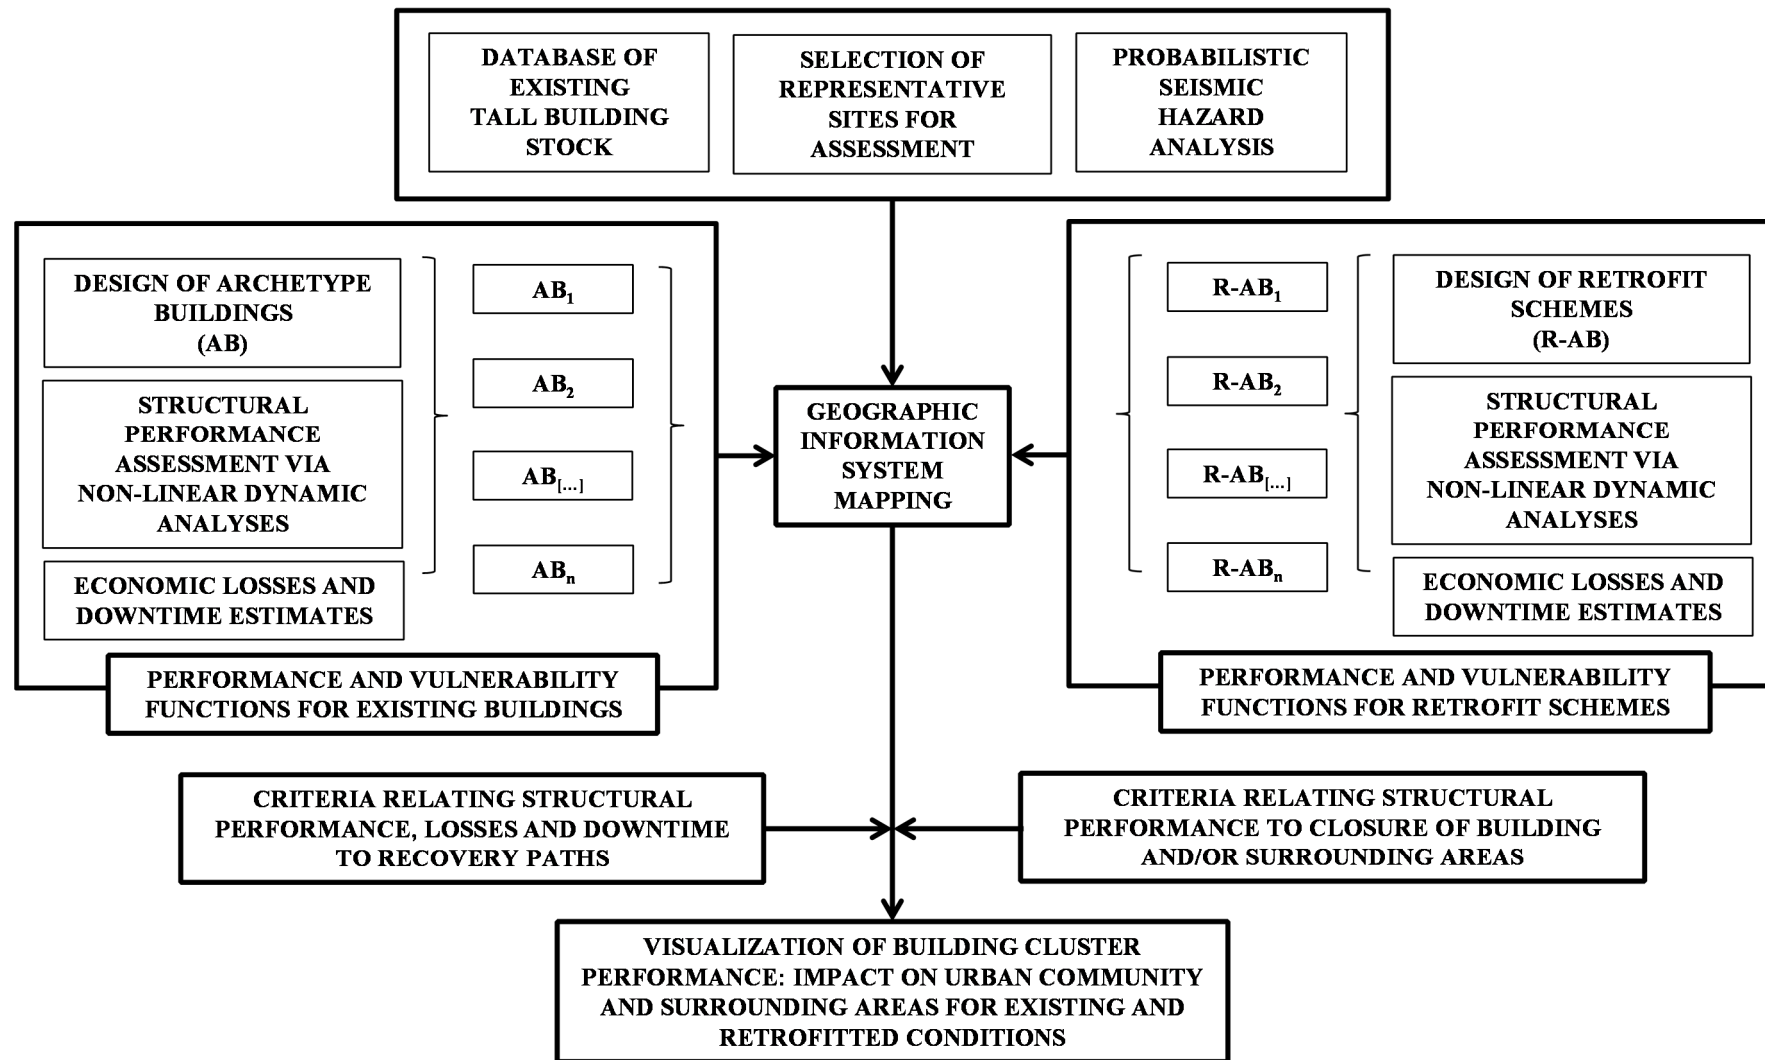 DATABASE OF
EXISTING
TALL BUILDING
STOCK
SELECTION OF
REPRESENTATIVE
SITES FOR
ASSESSMENT
PROBABILISTIC
SEISMIC
HAZARD
ANALYSIS
DESIGN OF ARCHETYPE
BUILDINGS
(AB)
STRUCTURAL
PERFORMANCE
ASSESSMENT VIA
NON-LINEAR DYNAMIC
ANALYSES
ECONOMIC LOSSES AND
DOWNTIME ESTIMATES
AB1
AB2
AB[...]
ABn
PERFORMANCE AND VULNERABILITY
FUNCTIONS FOR EXISTING BUILDINGS
GEOGRAPHIC
INFORMATION
SYSTEM
MAPPING
R-AB1
R-AB2
R-AB[...]
R-ABn
DESIGN OF RETROFIT
SCHEMES
(R-AB)
STRUCTURAL
PERFORMANCE
ASSESSMENT VIA
NON-LINEAR DYNAMIC
ANALYSES
ECONOMIC LOSSES AND
DOWNTIME ESTIMATES
PERFORMANCE AND VULNERABILITY
FUNCTIONS FOR RETROFIT SCHEMES
CRITERIA RELATING STRUCTURAL
PERFORMANCE, LOSSES AND DOWNTIME
TO RECOVERY PATHS
CRITERIA RELATING STRUCTURAL
PERFORMANCE TO CLOSURE OF BUILDING
AND/OR SURROUNDING AREAS
VISUALIZATION OF BUILDING CLUSTER
PERFORMANCE: IMPACT ON URBAN COMMUNITY
AND SURROUNDING AREAS FOR EXISTING AND
RETROFITTED CONDITIONS